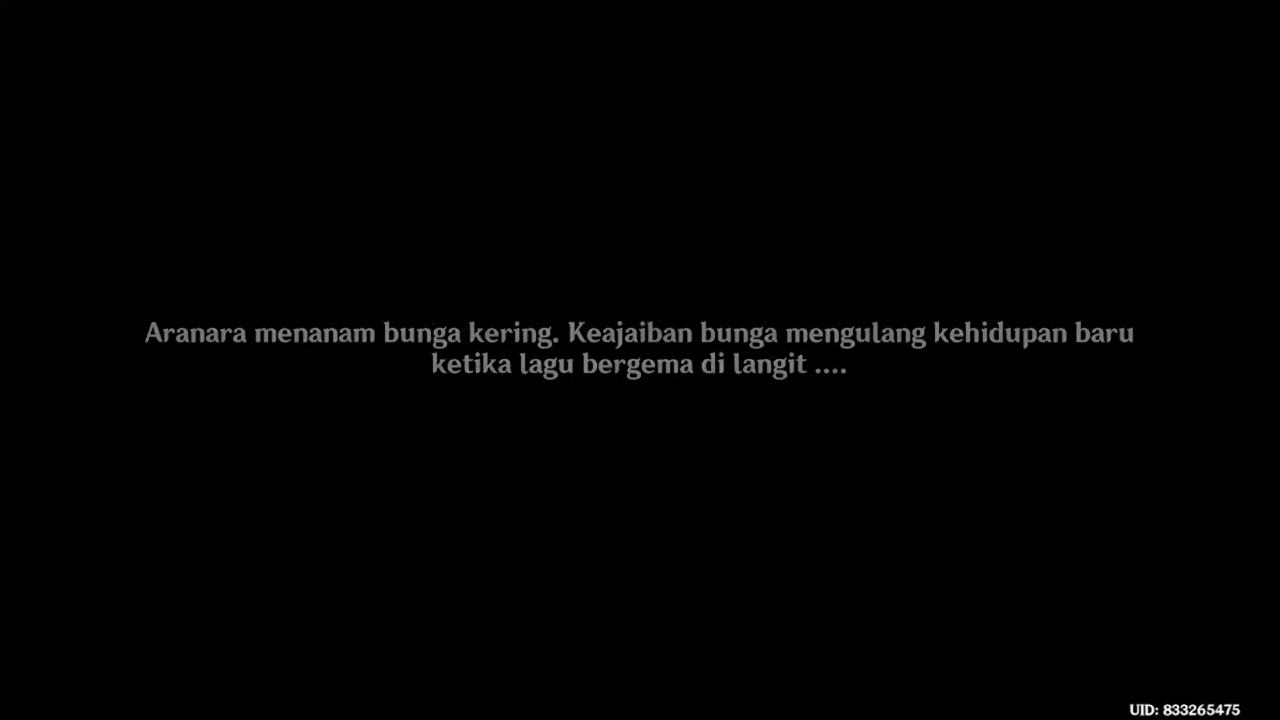 Aranara menanam bunga kering. Keajaiban bunga mengulang kehidupan baru
ketika lagu bergema di langit ....
UID: 833265475